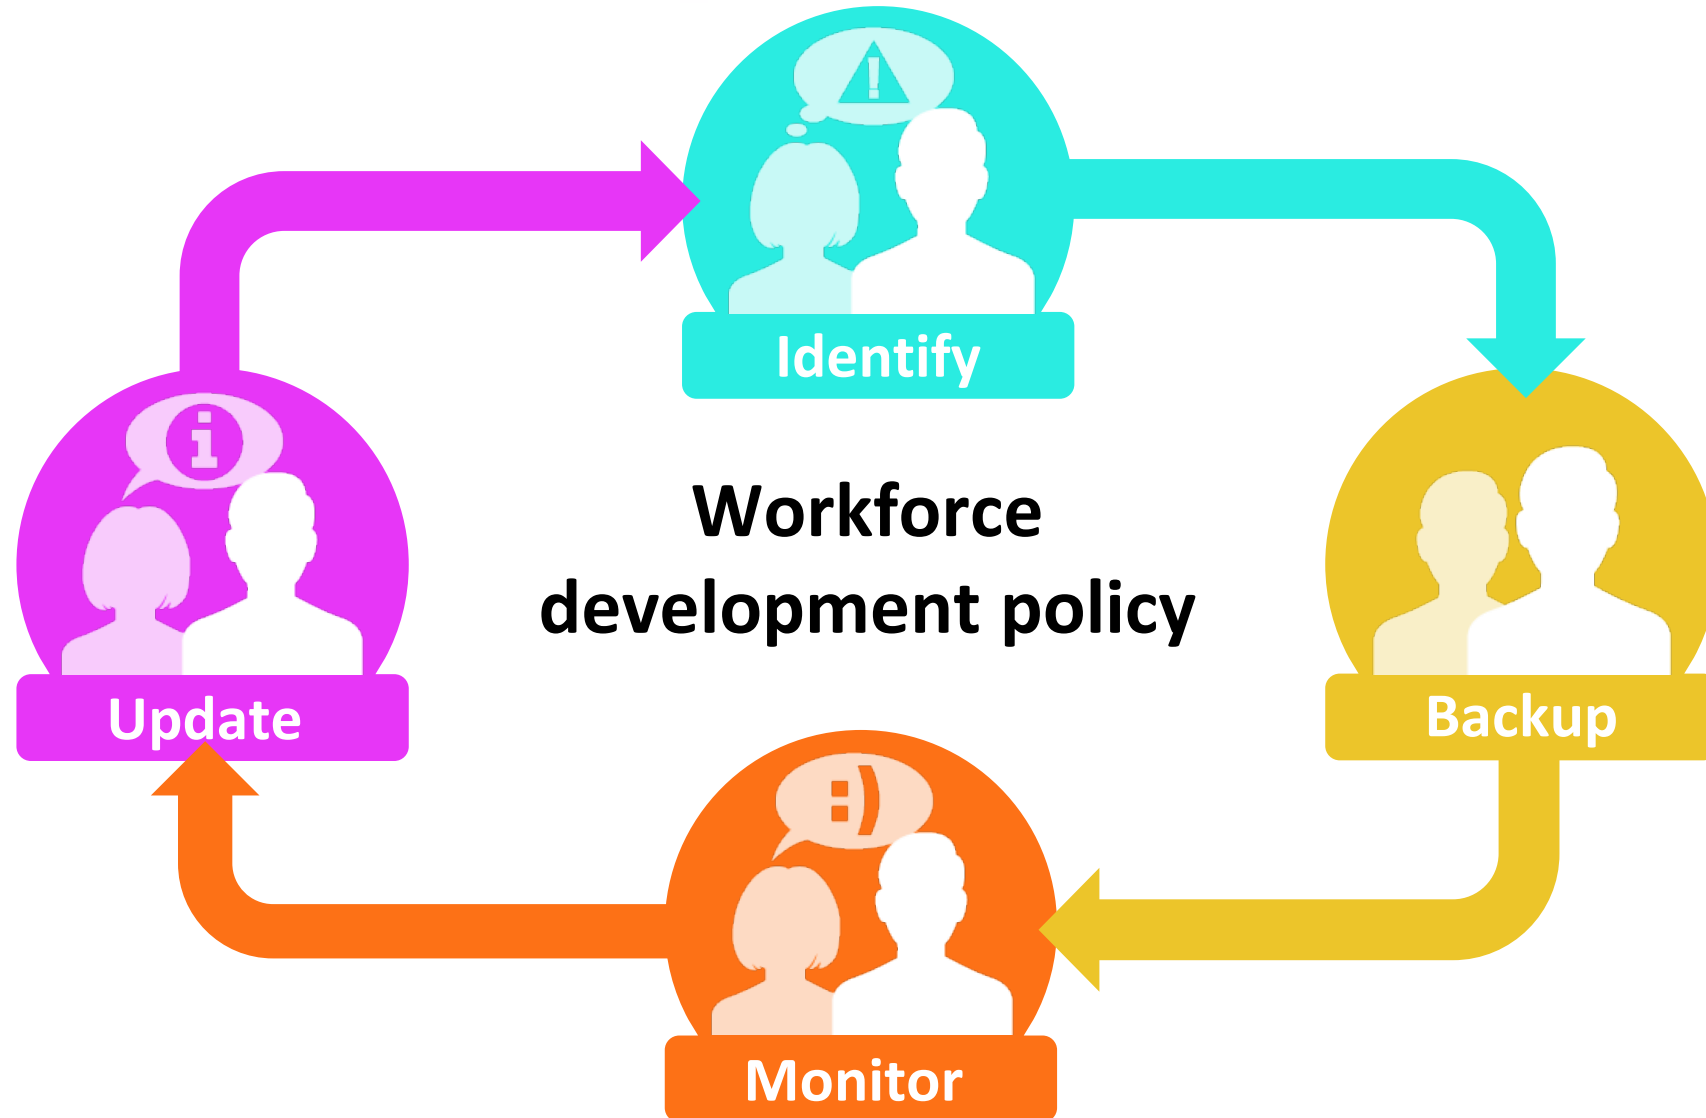 !
Identify
i
Workforce
development policy
Update
Backup
:)
Monitor